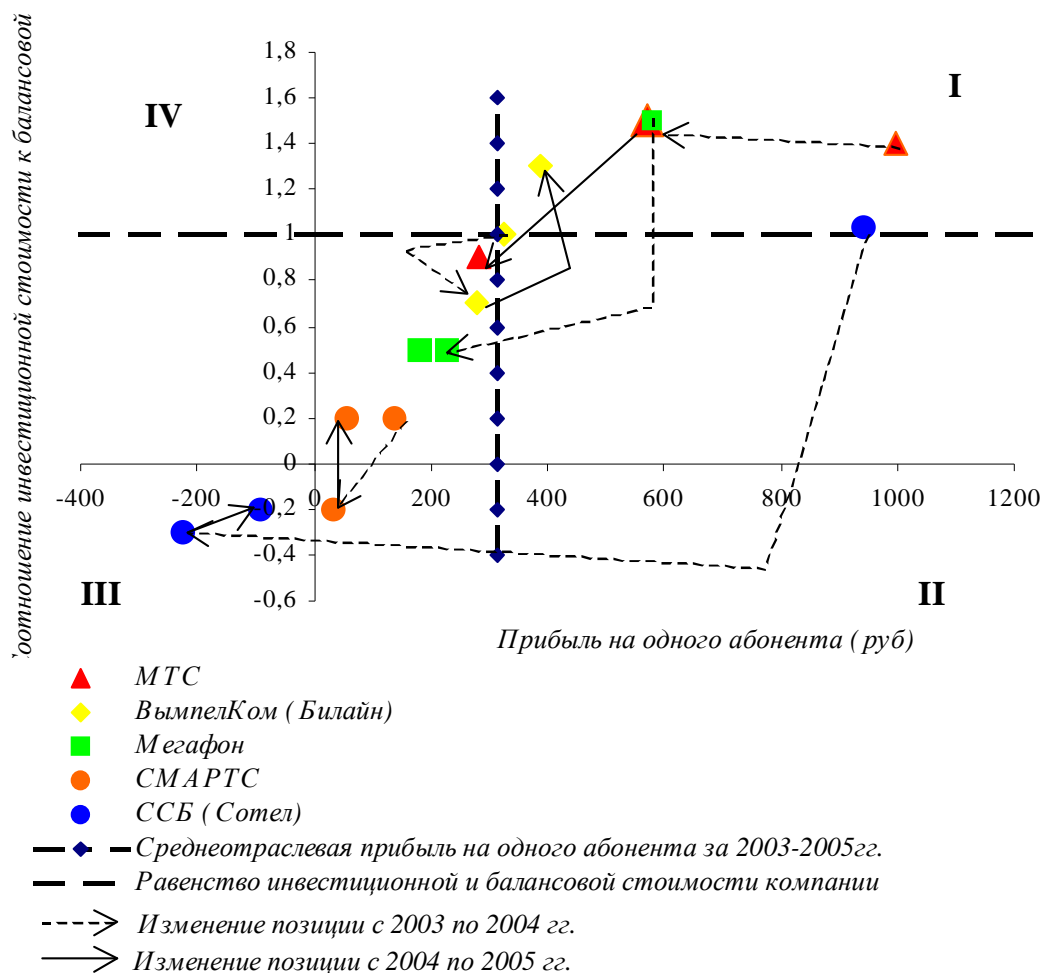 Соотношение инвестиционной стоимости к балансовой
1,8
1,6
1,4
1,2
1
0,8
0,6
0,4
0,2
0
-0,2
-0,4
-0,6
-400 -200 0 200 400 600 800 1000 1200
IV
I
III
II
Прибыль на одного абонента (руб)
МТС
ВымпелКом (Билайн)
Мегафон
СМАРТС
ССБ (Сотел)
Среднеотраслевая прибыль на одного абонента за 2003-2005гг.
Равенство инвестиционной и балансовой стоимости компании
Изменение позиции с 2003 по 2004 гг.
Изменение позиции с 2004 по 2005 гг.